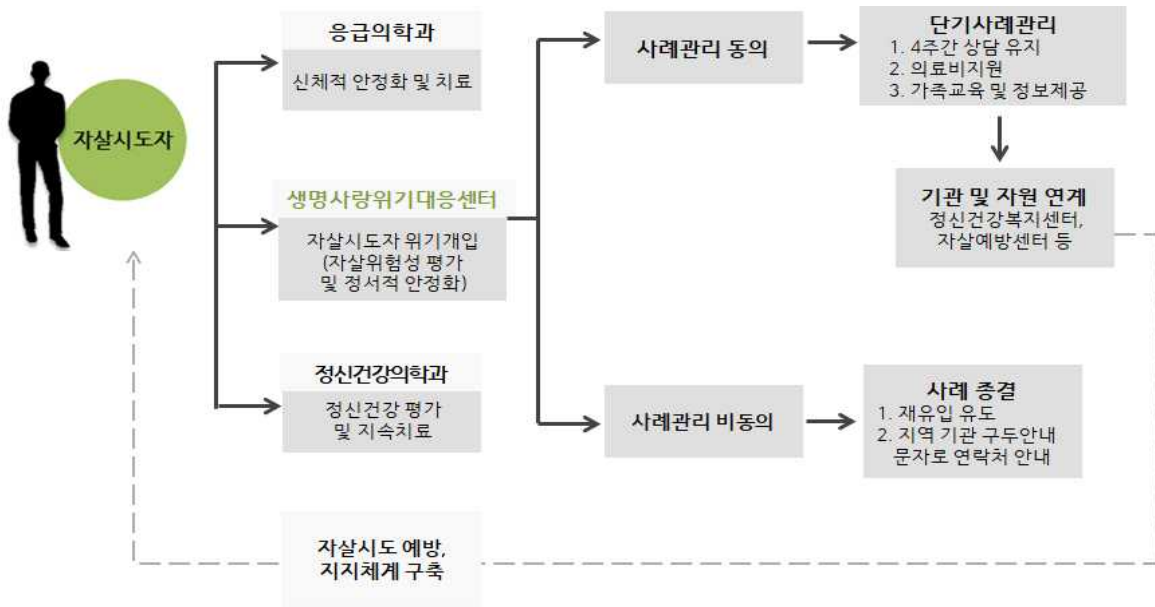 자살시도자
응급의학과
신체적 안정화 및 치료
생명사랑위기대응센터
자살시도자 위기개입
(자살위험성 평가
및 정서적 안정화)
정신건강의학과
정신건강 평가
및 지속치료
사례관리 동의
단기사례관리
1. 4주간 상담 유지
2. 의료비지원
3. 가족교육 및 정보제공
기관 및 자원 연계
정신건강복지센터,
자살예방센터 등
사례관리 비동의
사례 종결
1. 재유입 유도
2. 지역 기관 구두안내
문자로 연락처 안내
자살시도 예방,
지지체계 구축